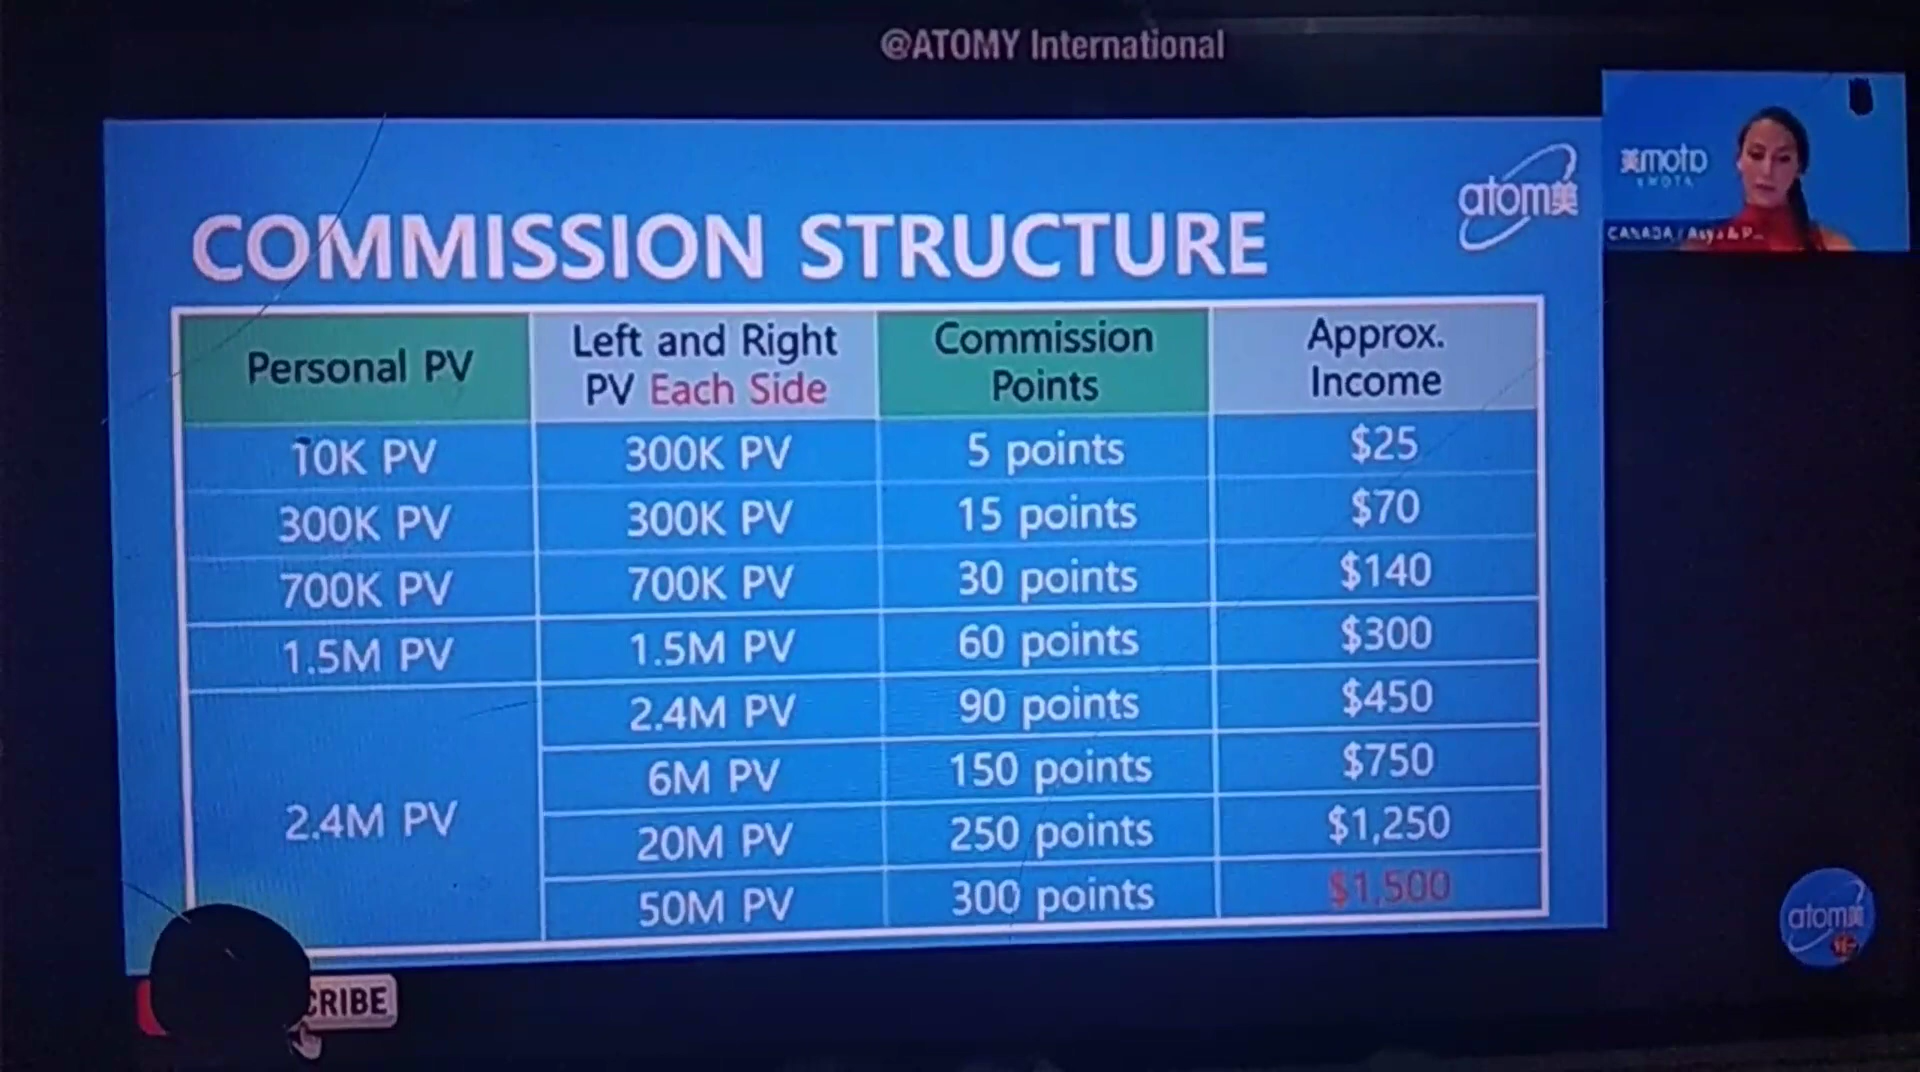 @ATOMY International
atom美
美moto
CANADA / Asya & P...
COMMISSION STRUCTURE
Personal PV
Left and Right
PV Each Side
Commission
Points
Approx.
Income
10K PV 300K PV 5 points $25
300K PV 300K PV 15 points $70
700K PV 700K PV 30 points $140
1.5M PV 1.5M PV 60 points $300
2.4M PV
2.4M PV 90 points $450
6M PV 150 points $750
20M PV 250 points $1,250
50M PV 300 points $1,500
atom美
CRIBE